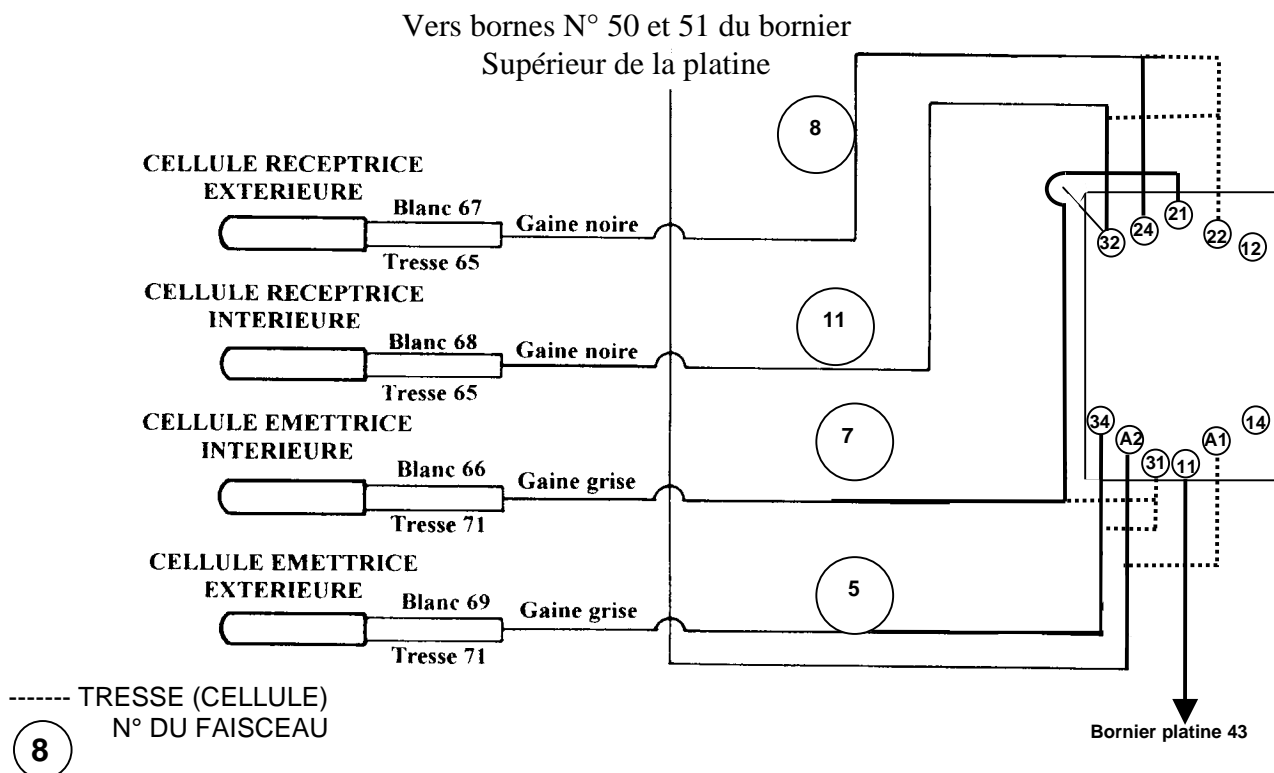 Vers bornes N° 50 et 51 du bornier
Supérieur de la platine
8
CELLULE RECEPTRICE
EXTERIEURE
Blanc 67
Gaine noire
Tresse 65
21
24
22
32
12
CELLULE RECEPTRICE
INTERIEURE
11
Blanc 68
Gaine noire
Tresse 65
CELLULE EMETTRICE
INTERIEURE
7
34
A2
A1
14
31
11
Blanc 66
Gaine grise
Tresse 71
CELLULE EMETTRICE
EXTERIEURE
5
Blanc 69
Gaine grise
Tresse 71
------- TRESSE (CELLULE)
N° DU FAISCEAU
8
Bornier platine 43